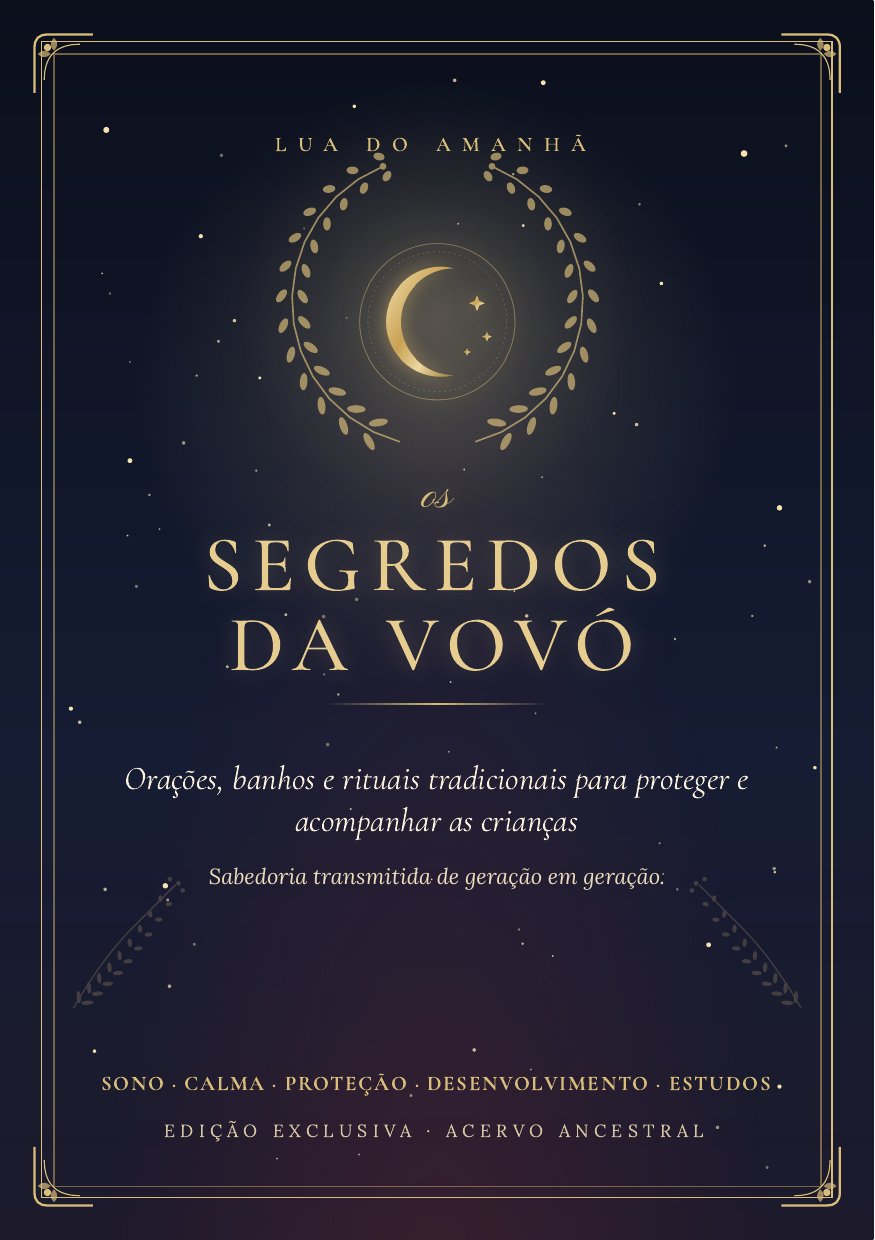 LUA DO AMANHÃ
os
SEGREDOS
DA VOVÓ
Orações, banhos e rituais tradicionais para proteger e
acompanhar as crianças
Sabedoria transmitida de geração em geração.
SONO · CALMA · PROTEÇÃO · DESENVOLVIMENTO · ESTUDOS
EDIÇÃO EXCLUSIVA · ACERVO ANCESTRAL